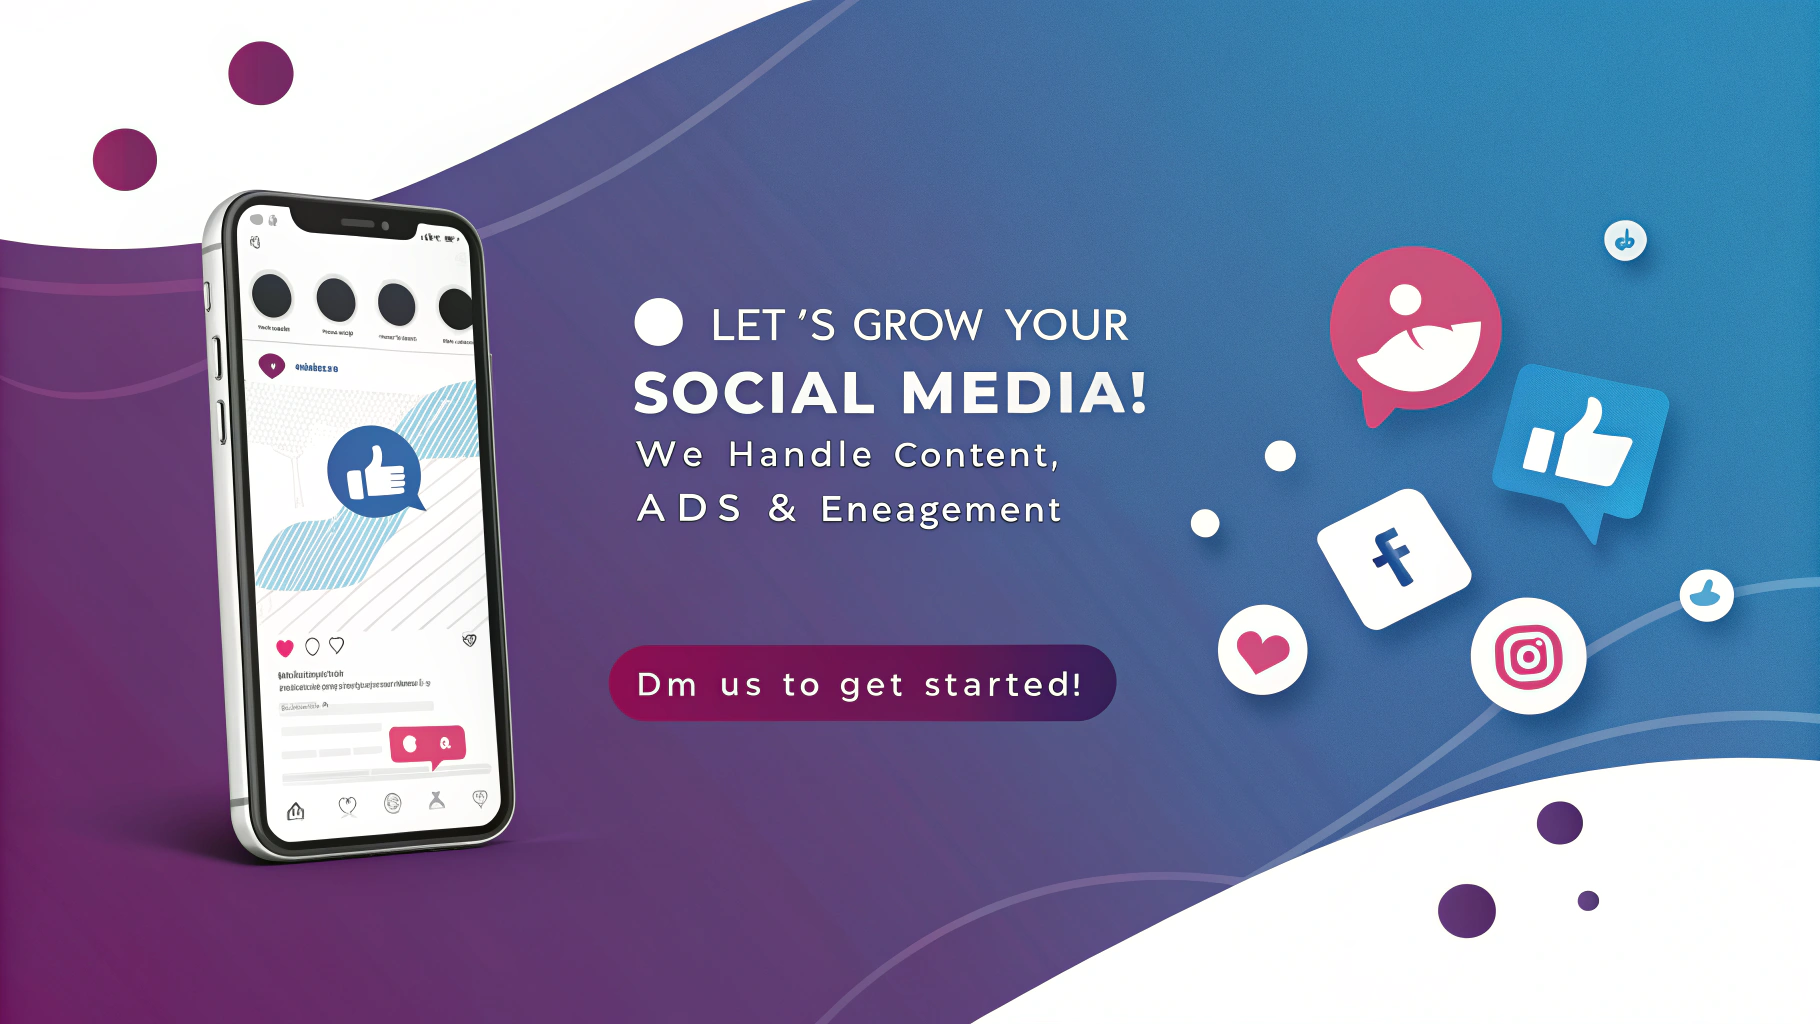 LET'S GROW YOUR
SOCIAL MEDIA!
We Handle Content,
ADS & Eneagement
Dm us to get started!
f